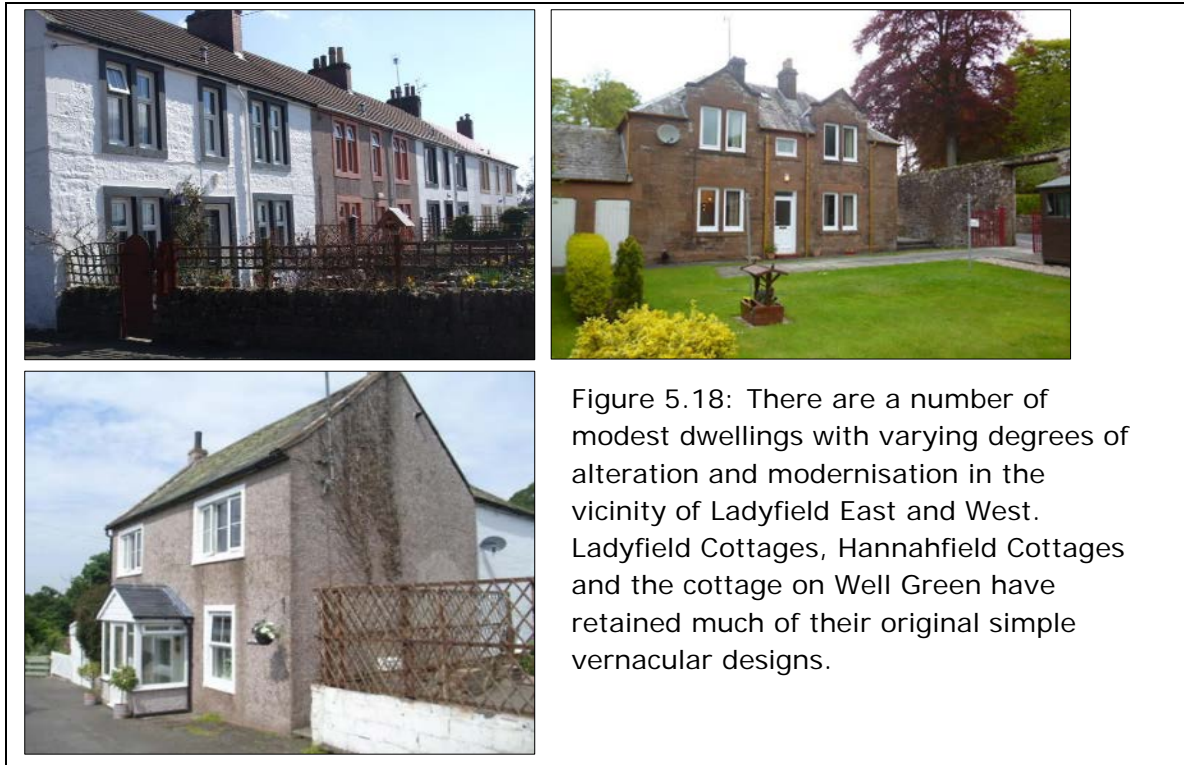 Figure 5.18: There are a number of
modest dwellings with varying degrees of
alteration and modernisation in the
vicinity of Ladyfield East and West.
Ladyfield Cottages, Hannahfield Cottages
and the cottage on Well Green have
retained much of their original simple
vernacular designs.